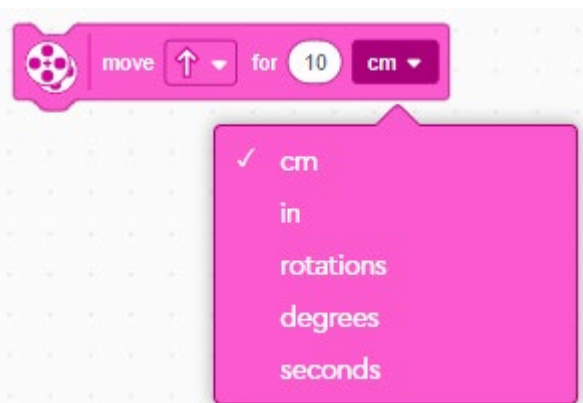 move ↑ for 10 cm
✓ cm
in
rotations
degrees
seconds